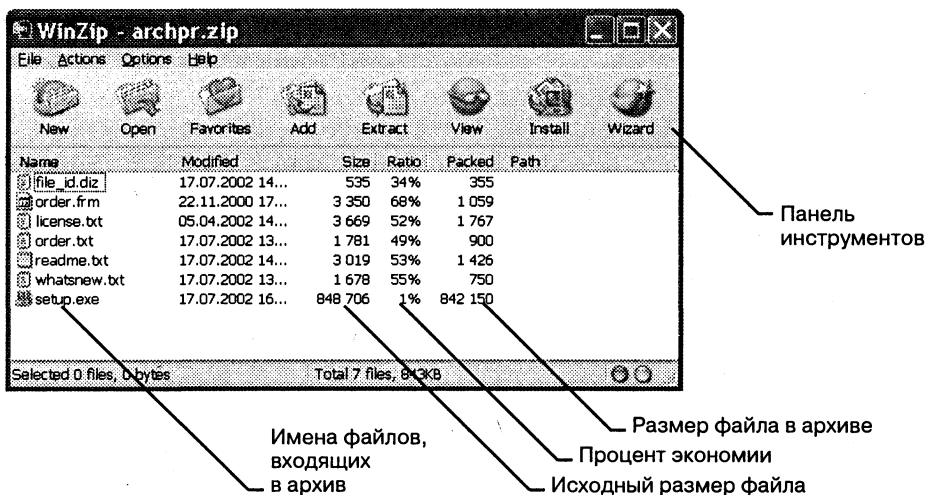 WinZip - archpr.zip
File Actions Options Help
New Open Favorites Add Extract View Install Wizard
Name Modified Size Ratio Packed Path
file_id.diz 17.07.2002 14... 535 34% 355
order.frm 22.11.2000 17... 3 350 68% 1 059
license.txt 05.04.2002 14... 3 669 52% 1 767
order.txt 17.07.2002 13... 1 781 49% 900
readme.txt 17.07.2002 14... 3 019 53% 1 426
whatsnew.txt 17.07.2002 13... 1 678 55% 750
setup.exe 17.07.2002 16... 848 706 1% 842 150
Selected 0 files, 0 bytes Total 7 files, 843KB
Панель
инструментов
Размер файла в архиве
Процент экономии
Исходный размер файла
Имена файлов,
входящих
в архив